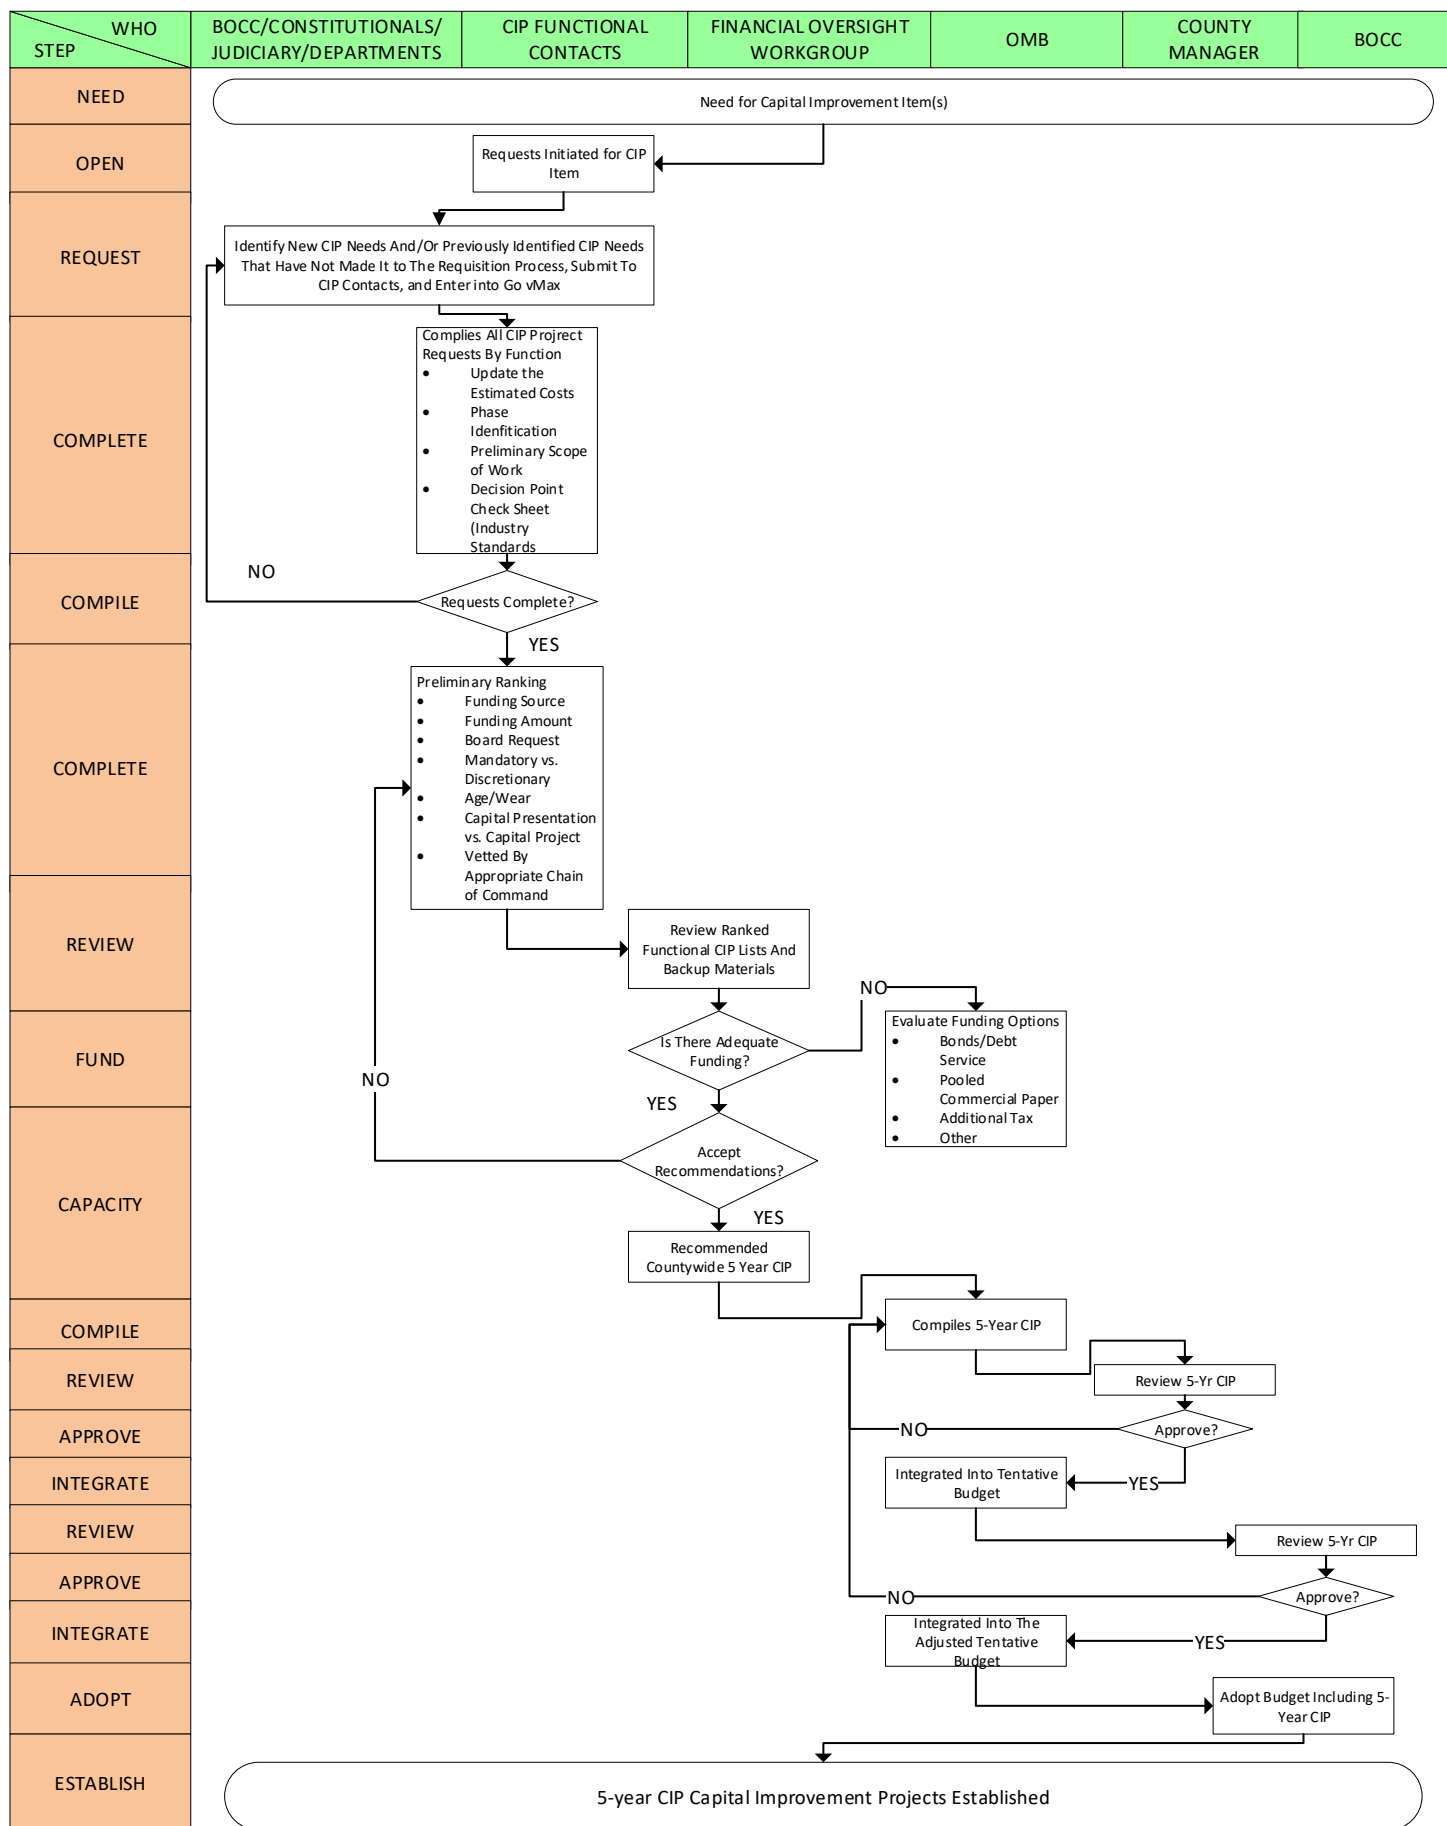 WHO
STEP
BOCC/CONSTITUTIONALS/
JUDICIARY/DEPARTMENTS
CIP FUNCTIONAL
CONTACTS
FINANCIAL OVERSIGHT
WORKGROUP
OMB
COUNTY
MANAGER
BOCC
NEED
Need for Capital Improvement Item(s)
OPEN
Requests Initiated for CIP
Item
REQUEST
Identify New CIP Needs And/Or Previously Identified CIP Needs
That Have Not Made It to The Requisition Process, Submit To
CIP Contacts, and Enter into Go vMax
COMPLETE
Complies All CIP Projrect
Requests By Function
• Update the
Estimated Costs
• Phase
Idenfitication
• Preliminary Scope
of Work
• Decision Point
Check Sheet
(Industry
Standards
NO
COMPILE
Requests Complete?
YES
COMPLETE
Preliminary Ranking
• Funding Source
• Funding Amount
• Board Request
• Mandatory vs.
Discretionary
• Age/Wear
• Capital Presentation
vs. Capital Project
• Vetted By
Appropriate Chain
of Command
REVIEW
Review Ranked
Functional CIP Lists And
Backup Materials
NO
FUND
Is There Adequate
Funding?
Evaluate Funding Options
• Bonds/Debt
Service
• Pooled
Commercial Paper
• Additional Tax
• Other
NO
YES
CAPACITY
Accept
Recommendations?
YES
Recommended
Countywide 5 Year CIP
COMPILE
Compiles 5-Year CIP
REVIEW
Review 5-Yr CIP
APPROVE
NO
Approve?
INTEGRATE
Integrated Into Tentative
Budget
YES
REVIEW
Review 5-Yr CIP
APPROVE
NO
Approve?
INTEGRATE
Integrated Into The
Adjusted Tentative
Budget
YES
ADOPT
Adopt Budget Including 5-
Year CIP
ESTABLISH
5-year CIP Capital Improvement Projects Established